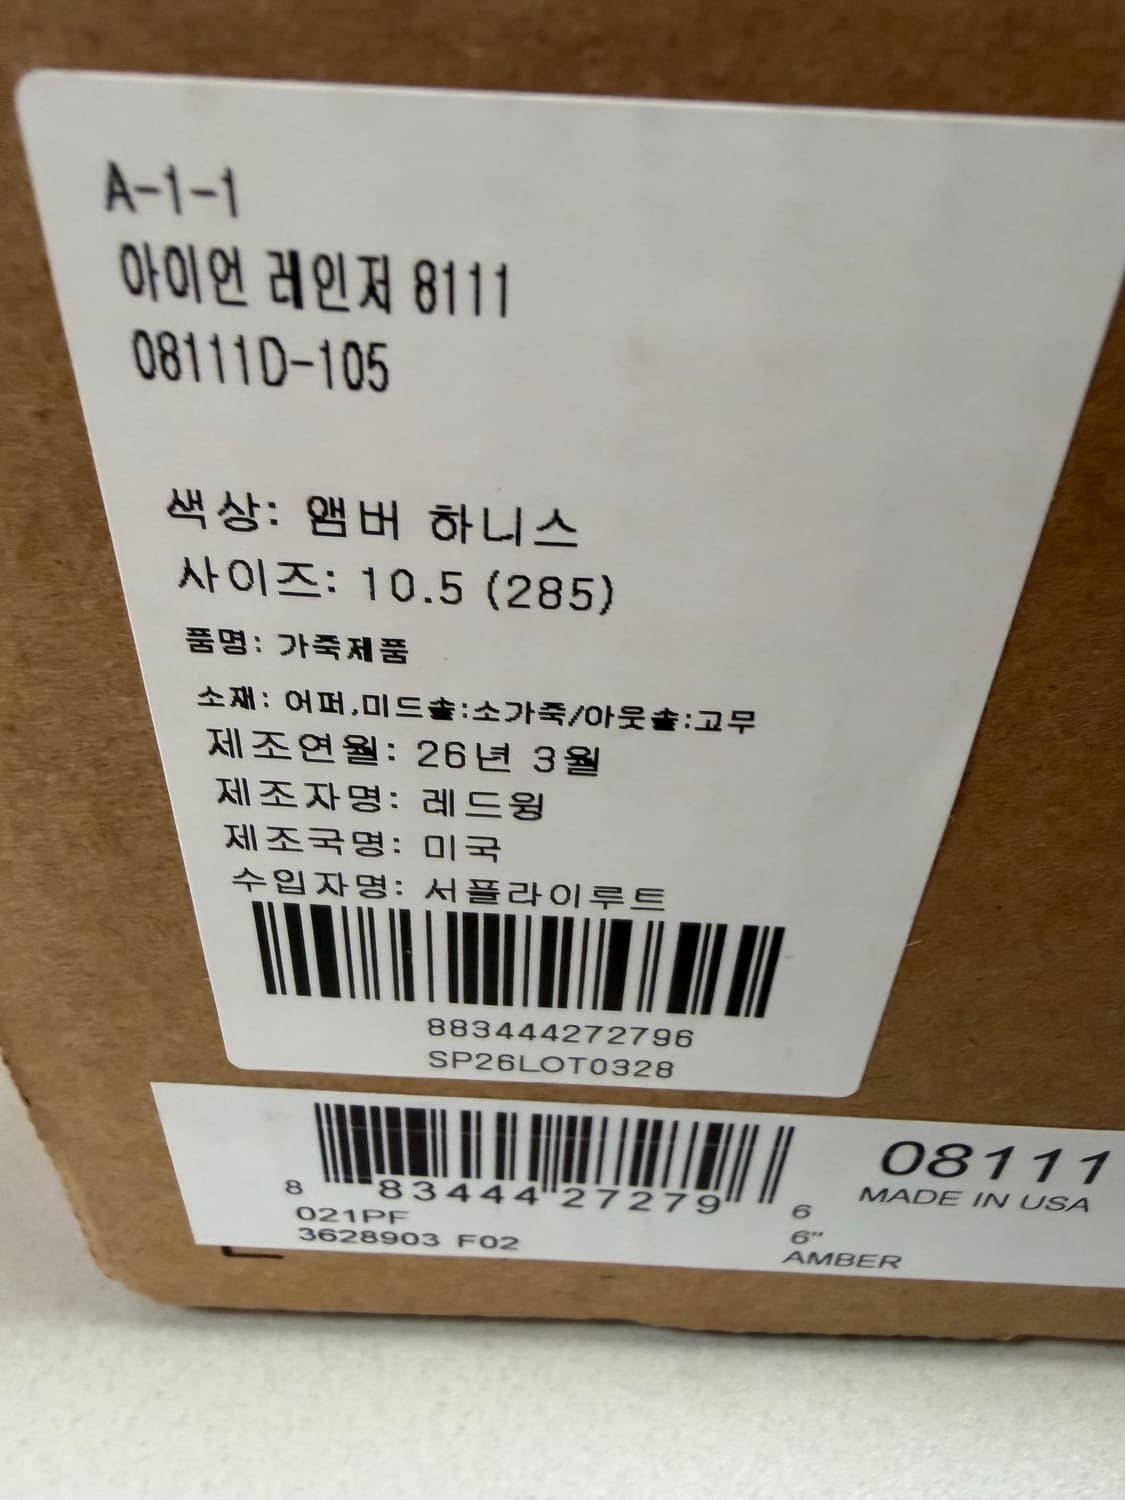 A-1-1
아이언 레인저 8111
08111D-105
색상: 앰버 하니스
사이즈: 10.5 (285)
품명: 가죽제품
소재: 어퍼,미드솔:소가죽/아웃솔:고무
제조연월: 26년 3월
제조자명: 레드윙
제조국명: 미국
수입자명: 서플라이루트
883444272796
SP26LOT0328
8 83444 27279 6
08111
MADE IN USA
021PF
3628903 F02
6"
AMBER